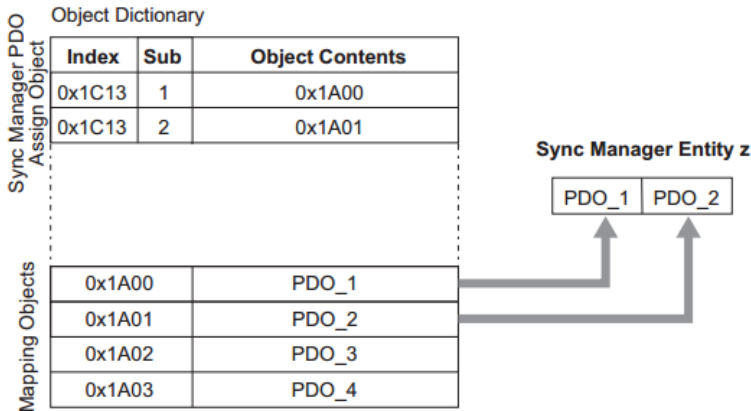 Object Dictionary
Sync Manager PDO
Assign Object
Index Sub Object Contents
0x1C13 1 0x1A00
0x1C13 2 0x1A01
Sync Manager Entity z
PDO_1 PDO_2
Mapping Objects
0x1A00 PDO_1
0x1A01 PDO_2
0x1A02 PDO_3
0x1A03 PDO_4